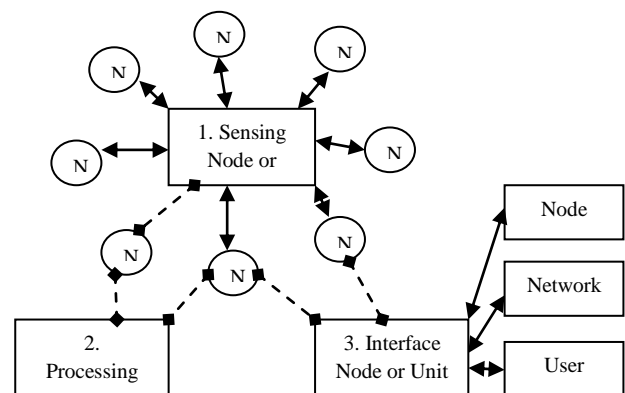 N
N
N
N
1. Sensing
Node or
N
N
N
N
N
Node
Network
User
2.
Processing
3. Interface
Node or Unit